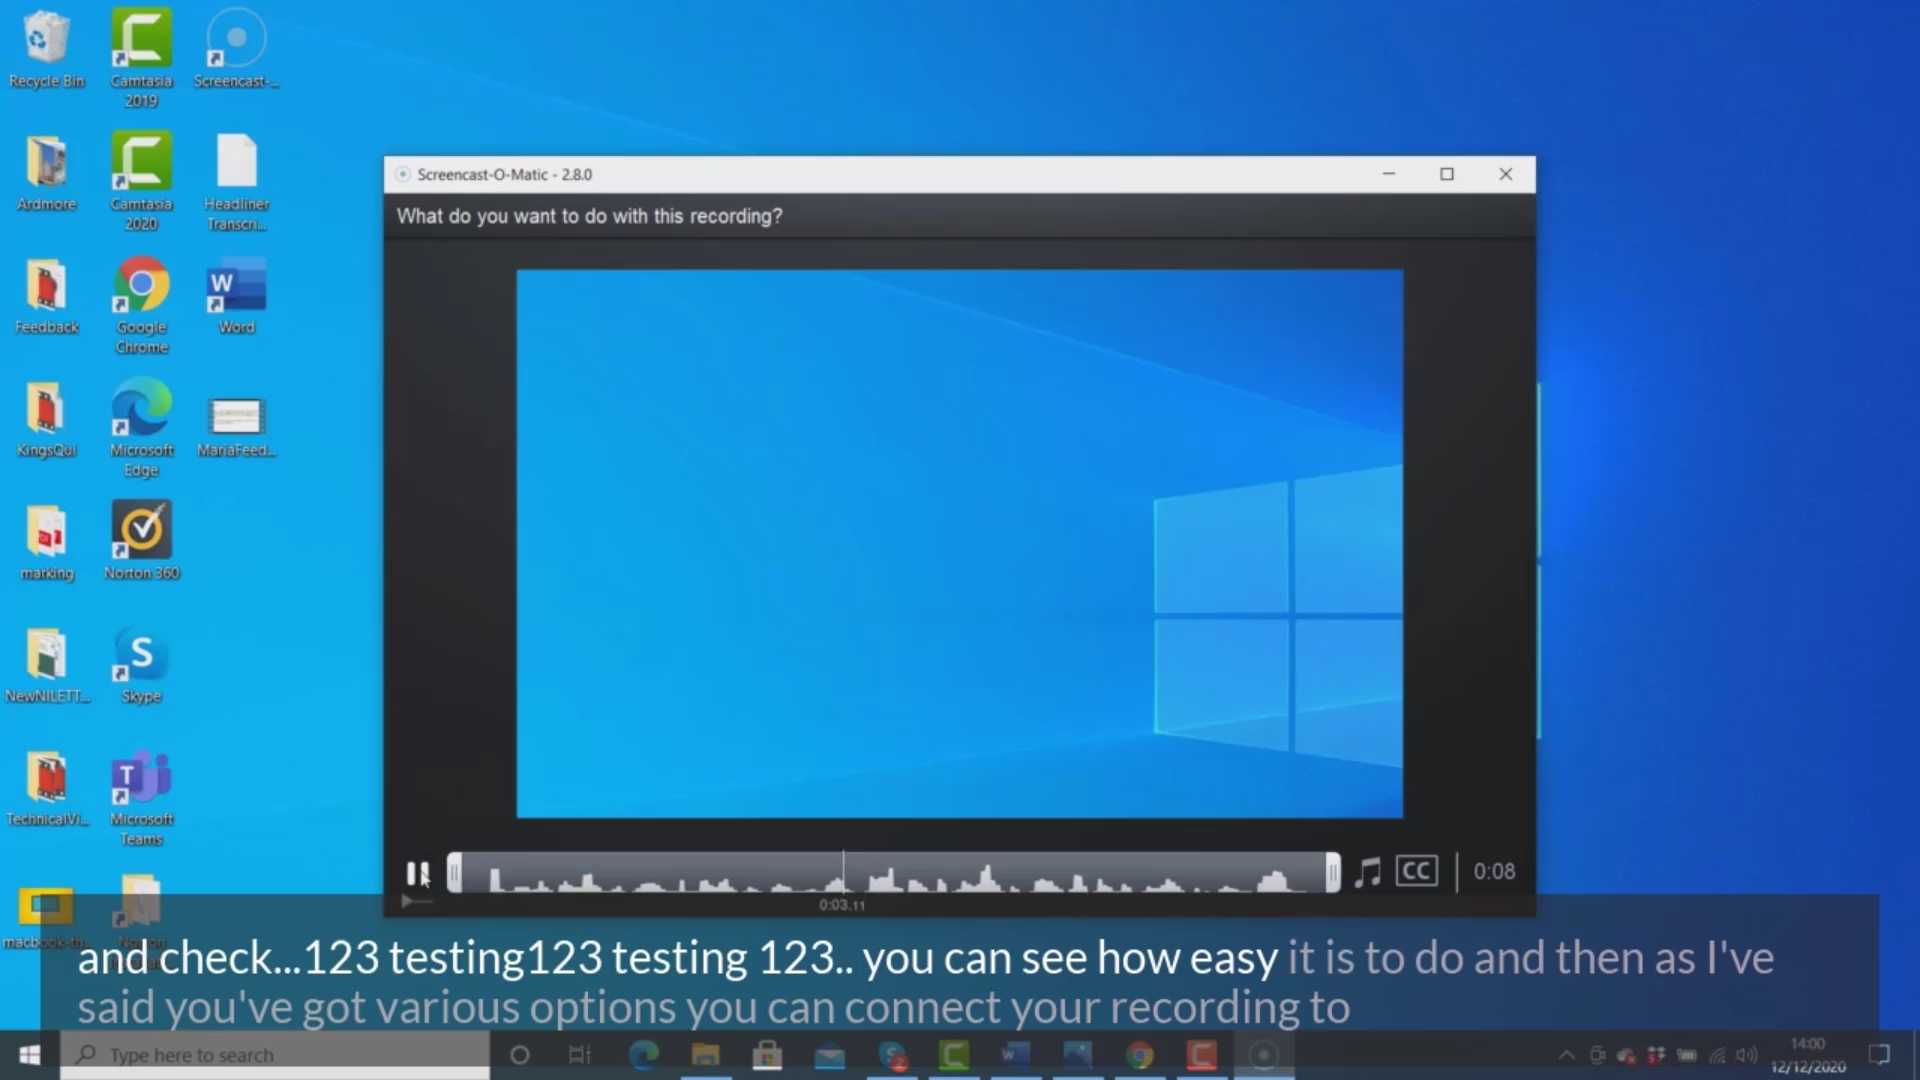 Recycle Bin
Camtasia
2019
Screencast-...
Ardmore
Camtasia
2020
Headliner
Transcri...
Feedback
Google
Chrome
Word
KingsQui
Microsoft
Edge
MariaFeed...
marking
Norton 360
NewNILETT...
Skype
TechnicalVi...
Microsoft
Teams
Screencast-O-Matic - 2.8.0
What do you want to do with this recording?
CC
0:08
0:03.11
and check...123 testing123 testing 123.. you can see how easy it is to do and then as I've
said you've got various options you can connect your recording to
Type here to search
14:00
12/12/2020